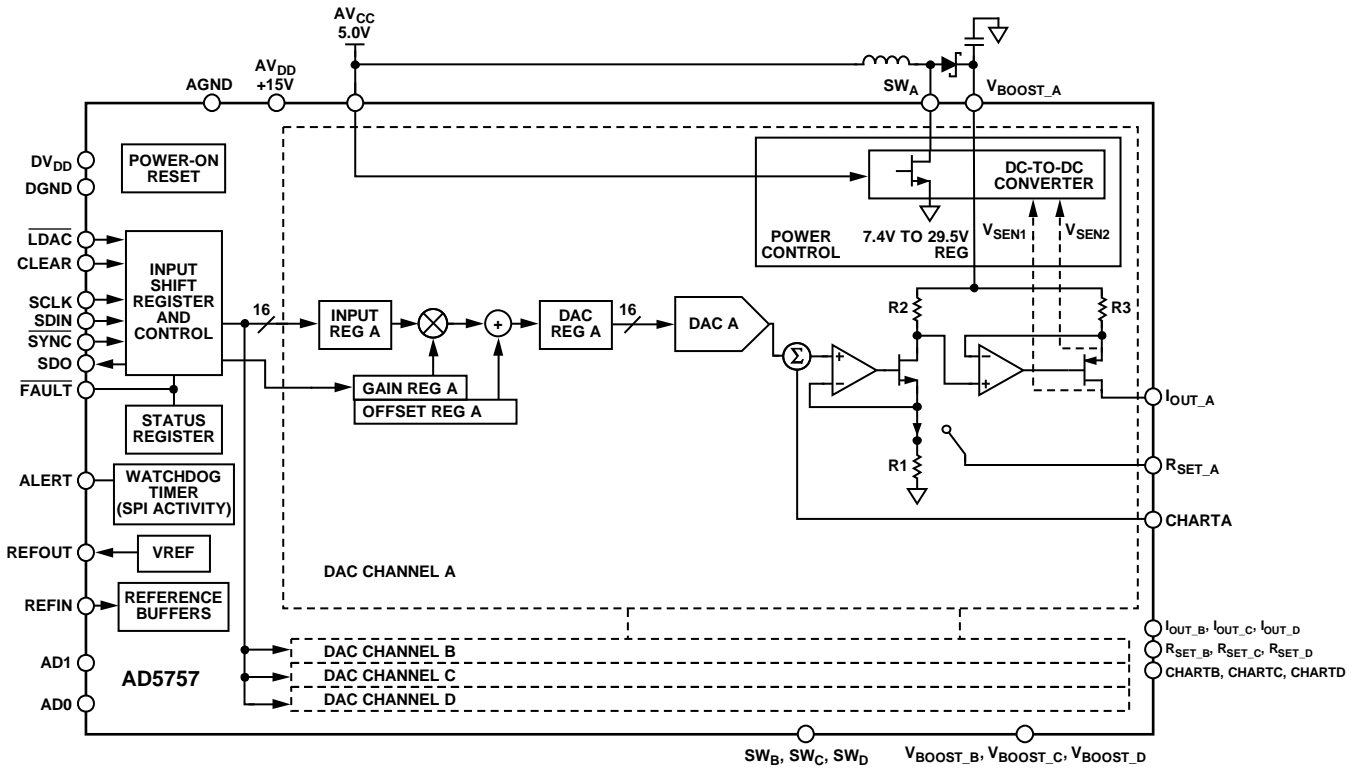 AVCC
5.0V
AVDD
+15V
AGND
SWA
VBOOST_A
DVDD
DGND
POWER-ON
RESET
DC-TO-DC
CONVERTER
LDAC
CLEAR
SCLK
SDIN
SYNC
SDO
FAULT
INPUT
SHIFT
REGISTER
AND
CONTROL
POWER
CONTROL
7.4V TO 29.5V
REG
VSEN1
VSEN2
16
INPUT
REG A
×
+
DAC
REG A
16
DAC A
Σ
+
−
R2
−
+
R3
GAIN REG A
OFFSET REG A
STATUS
REGISTER
R1
IOUT_A
RSET_A
CHARTA
ALERT
WATCHDOG
TIMER
(SPI ACTIVITY)
REFOUT
VREF
REFIN
REFERENCE
BUFFERS
DAC CHANNEL A
IOUT_B, IOUT_C, IOUT_D
RSET_B, RSET_C, RSET_D
CHARTB, CHARTC, CHARTD
AD1
AD0
AD5757
DAC CHANNEL B
DAC CHANNEL C
DAC CHANNEL D
SWB, SWC, SWD
VBOOST_B, VBOOST_C, VBOOST_D